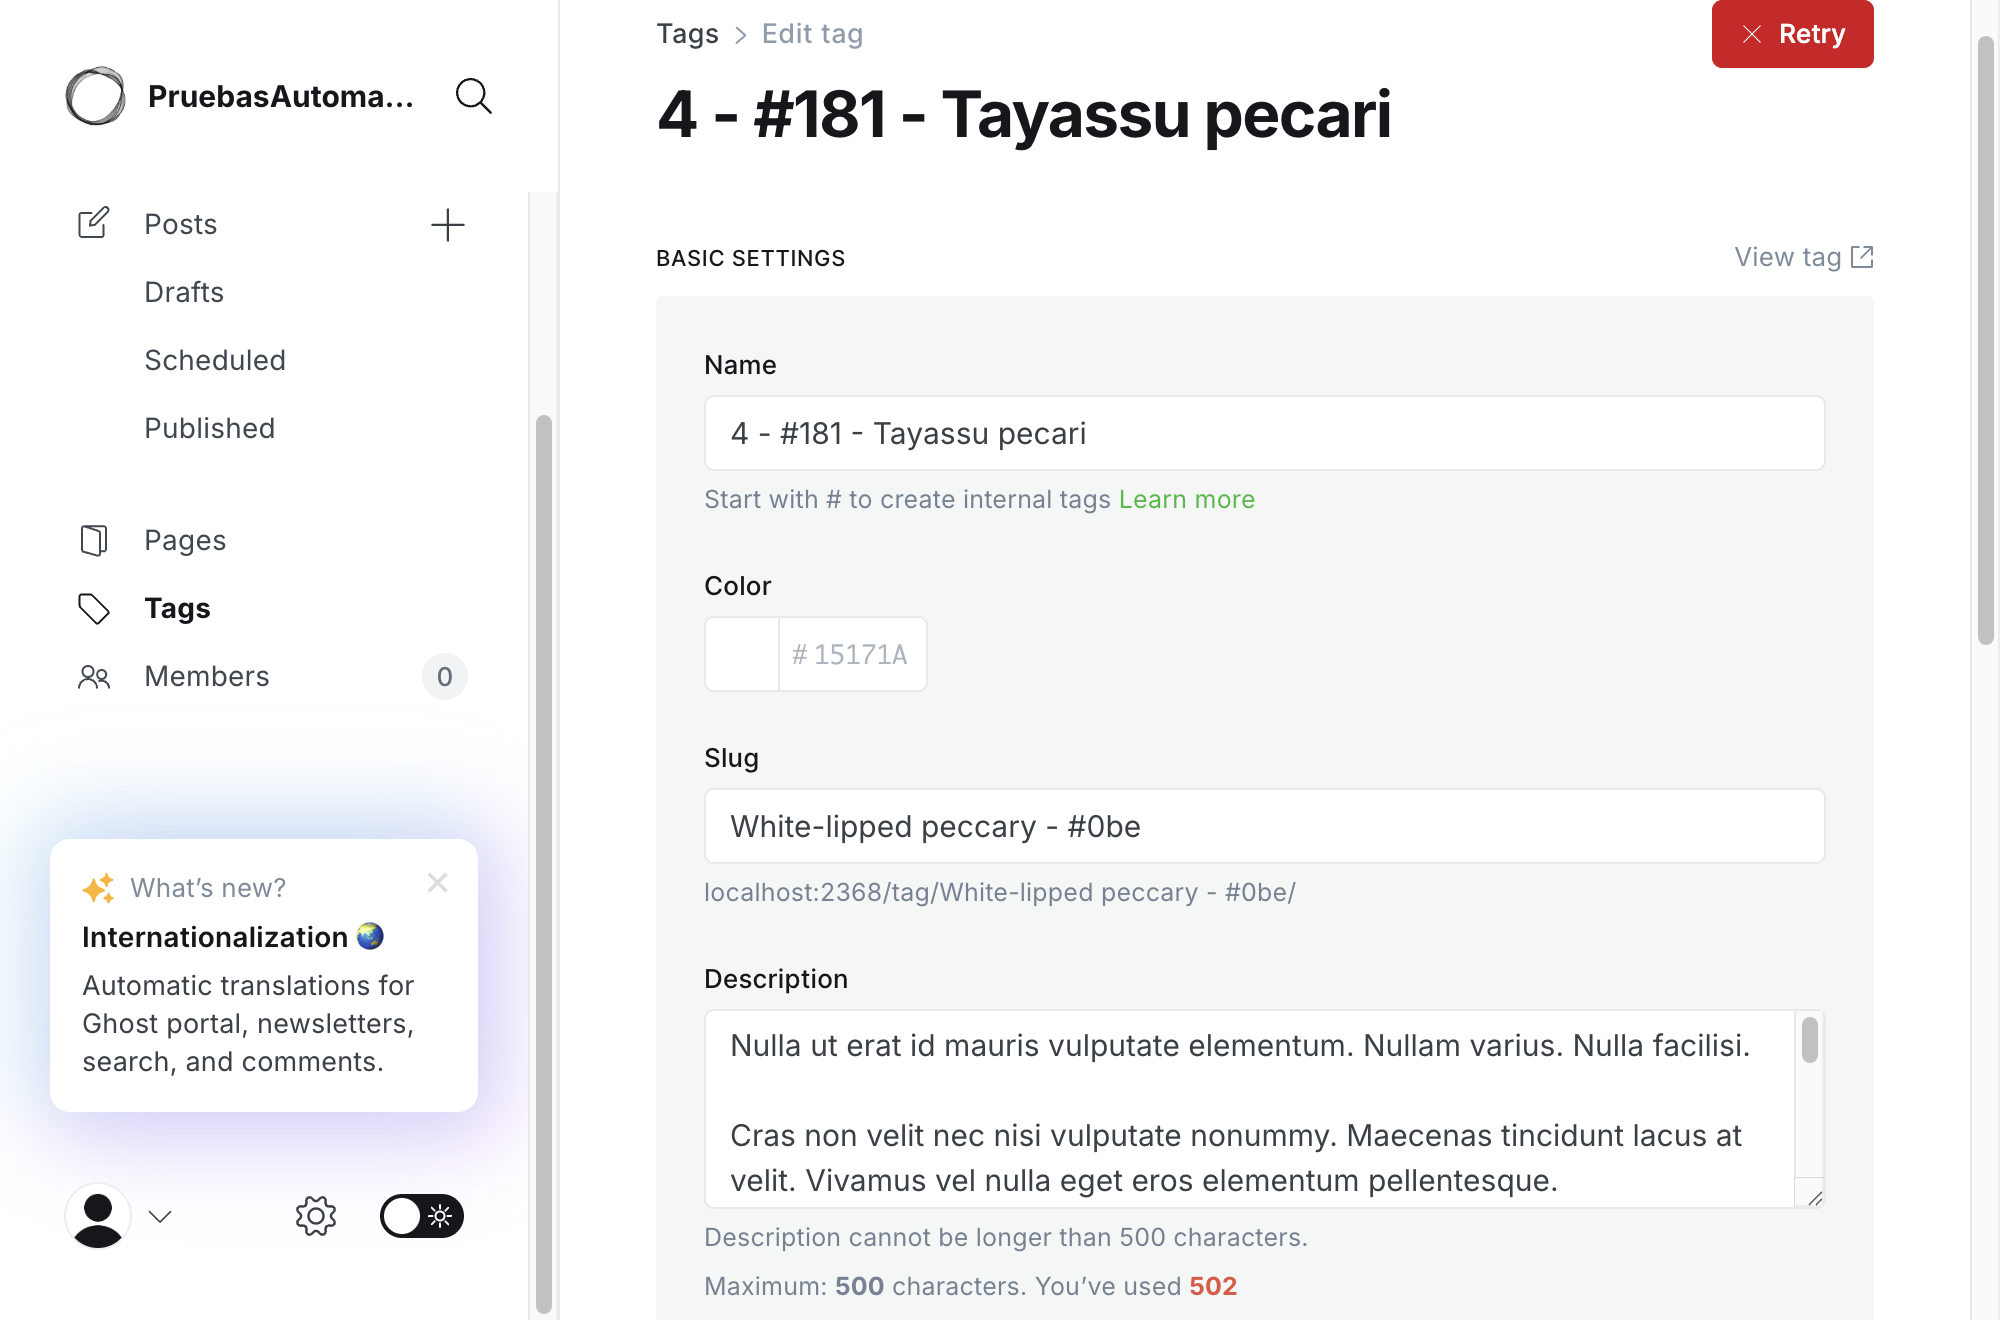 PruebasAutoma...
Posts
Drafts
Scheduled
Published
Pages
Tags
Members
0
What's new?
Internationalization
Automatic translations for
Ghost portal, newsletters,
search, and comments.
Tags > Edit tag
Retry
4 - #181 - Tayassu pecari
BASIC SETTINGS
View tag
Name
4 - #181 - Tayassu pecari
Start with # to create internal tags Learn more
Color
# 15171A
Slug
White-lipped peccary - #0be
localhost:2368/tag/White-lipped peccary - #0be/
Description
Nulla ut erat id mauris vulputate elementum. Nullam varius. Nulla facilisi.
Cras non velit nec nisi vulputate nonummy. Maecenas tincidunt lacus at
velit. Vivamus vel nulla eget eros elementum pellentesque.
Description cannot be longer than 500 characters.
Maximum: 500 characters. You've used 502